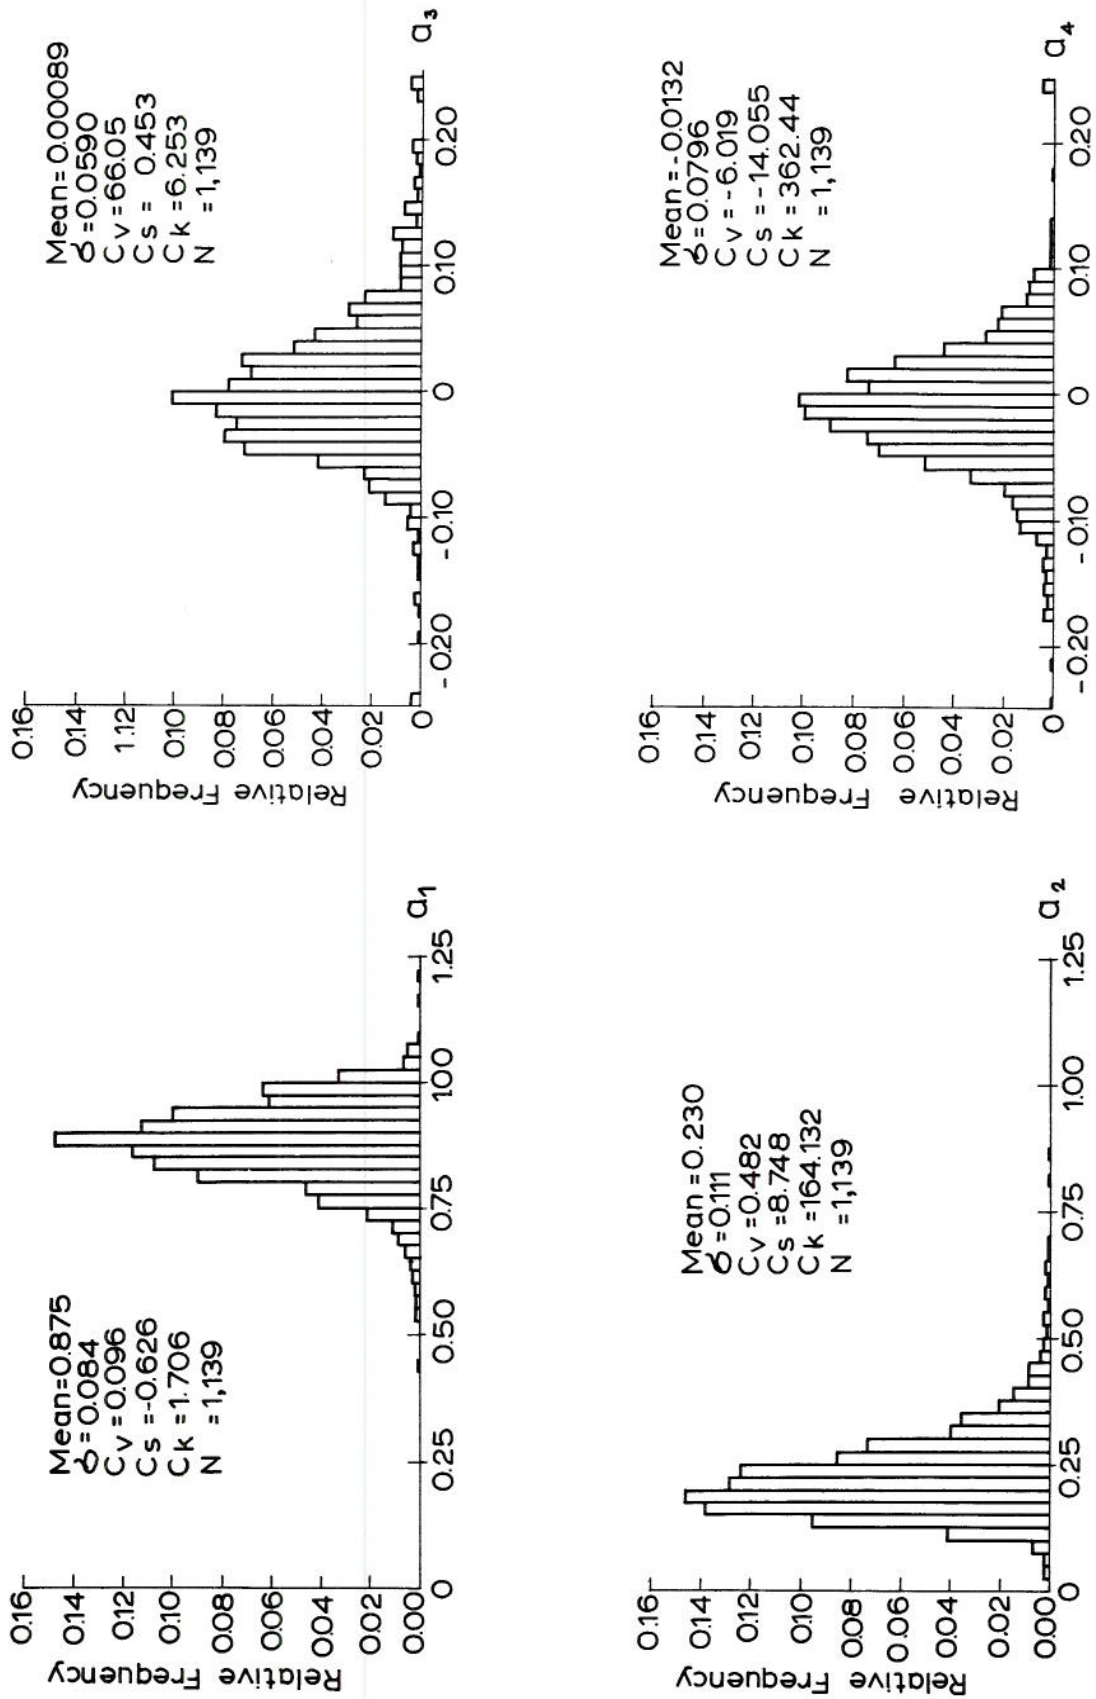 Relative Frequency
0.16
0.14
0.12
0.10
0.08
0.06
0.04
0.02
0.00
Mean=0.875
σ=0.084
Cv=0.096
Cs=-0.626
Ck=1.706
N =1,139
0 0.25 0.50 0.75 1.00 1.25 a1
Relative Frequency
0.16
0.14
1.12
0.10
0.08
0.06
0.04
0.02
0
Mean=0.00089
σ=0.0590
Cv=66.05
Cs= 0.453
Ck=6.253
N =1,139
-0.20 -0.10 0 0.10 0.20 a3
Relative Frequency
0.16
0.14
0.12
0.10
0.08
0.06
0.04
0.02
0.00
Mean=0.230
σ=0.111
Cv=0.482
Cs=8.748
Ck=164.132
N =1,139
0 0.25 0.50 0.75 1.00 1.25 a2
Relative Frequency
0.16
0.14
0.12
0.10
0.08
0.06
0.04
0.02
0
Mean=-0.0132
σ=0.0796
Cv=-6.019
Cs=-14.055
Ck=362.44
N =1,139
-0.20 -0.10 0 0.10 0.20 a4